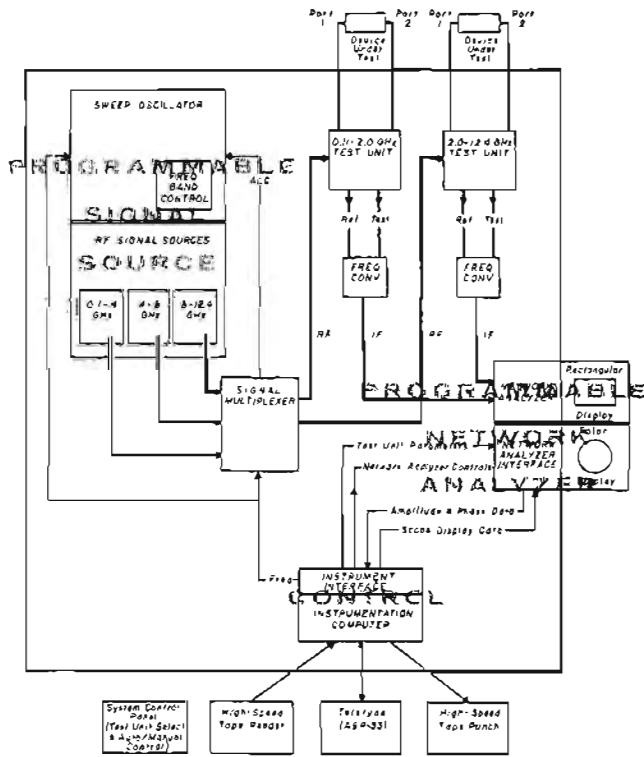 Port 1
Port 2
Device Under Test
Port 1
Port 2
Device Under Test
SWEEP OSCILLATOR
PROGRAMMABLE
FREQ BAND CONTROL
ALC
SIGNAL
RF SIGNAL SOURCES
SOURCE
0.1-4 GHz
4-8 GHz
8-12.4 GHz
0.11-2.0 GHz TEST UNIT
2.0-12.4 GHz TEST UNIT
Ref
Test
Ref
Test
FREQ CONV
FREQ CONV
RF
IF
RF
IF
SIGNAL MULTIPLEXER
PROGRAMMABLE
ANALYZER
Rectangular
Display
NETWORK
Polar
Display
NETWORK ANALYZER INTERFACE
ANALYZER
Test Unit Parameters
Network Analyzer Controls
Amplitude & Phase Data
Scope Display Data
Freq
INSTRUMENT INTERFACE
CONTROL
INSTRUMENTATION COMPUTER
System Control Panel
(Test Unit Select & Auto/Manual Control)
High-Speed Tape Reader
Teletype (ASR-33)
High-Speed Tape Punch